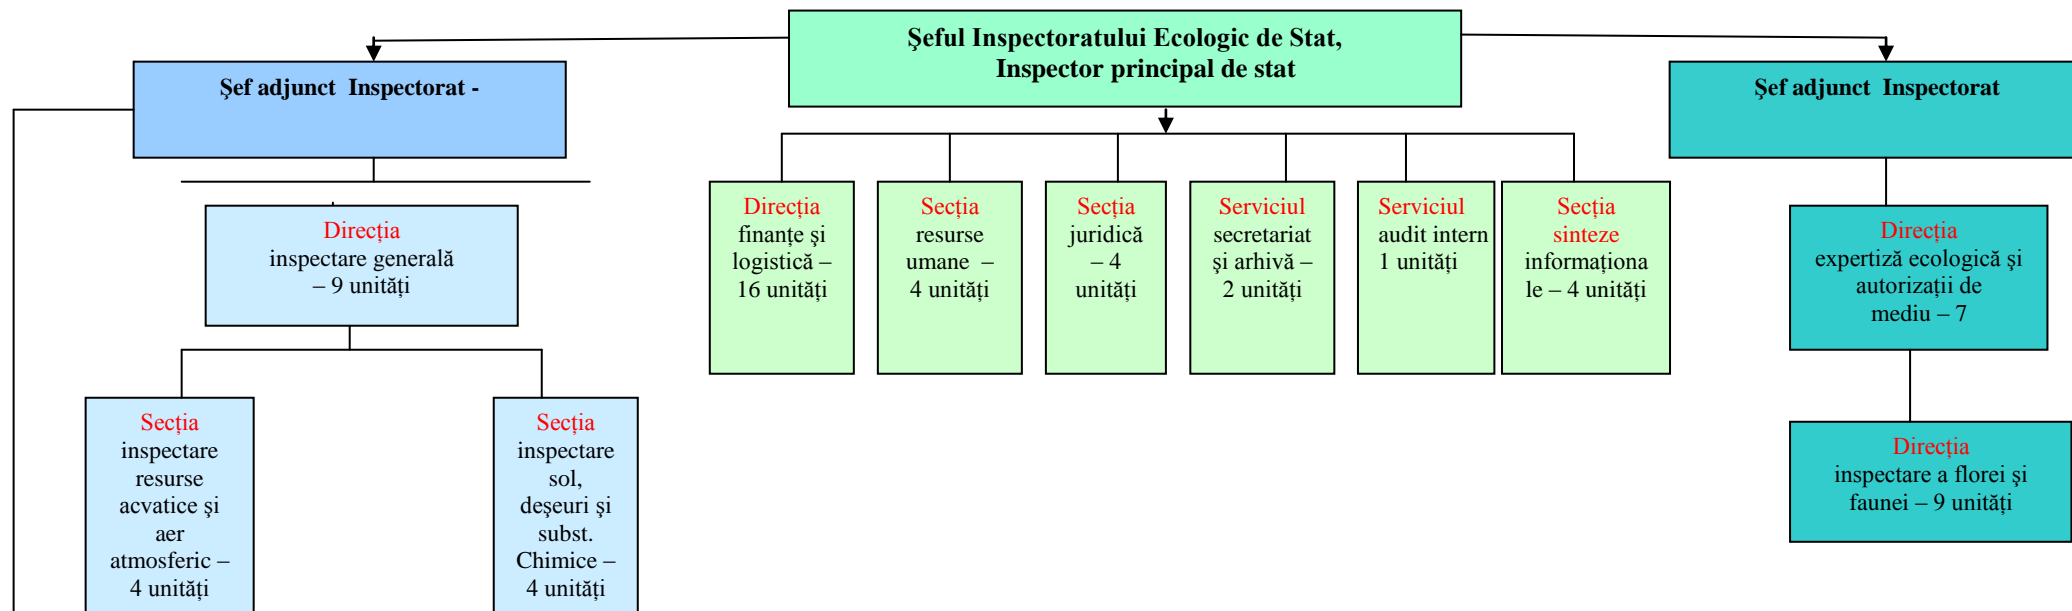 Şeful Inspectoratului Ecologic de Stat,
Inspector principal de stat
Şef adjunct  Inspectorat -
Şef adjunct  Inspectorat
Direcția
finanțe şi
logistică –
16 unități
Secția
resurse
umane  –
4 unități
Secția
juridică
– 4
unități
Serviciul
secretariat
şi arhivă –
2 unități
Serviciul
audit intern
1 unități
Secția
sinteze
informaționa
le – 4 unități
Direcția
inspectare generală
– 9 unități
Secția
inspectare
resurse
acvatice şi
aer
atmosferic –
4 unități
Secția
inspectare
sol,
deşeuri şi
subst.
Chimice –
4 unități
Direcția
expertiză ecologică şi
autorizații de
mediu – 7
Direcția
inspectare a florei şi
faunei – 9 unități